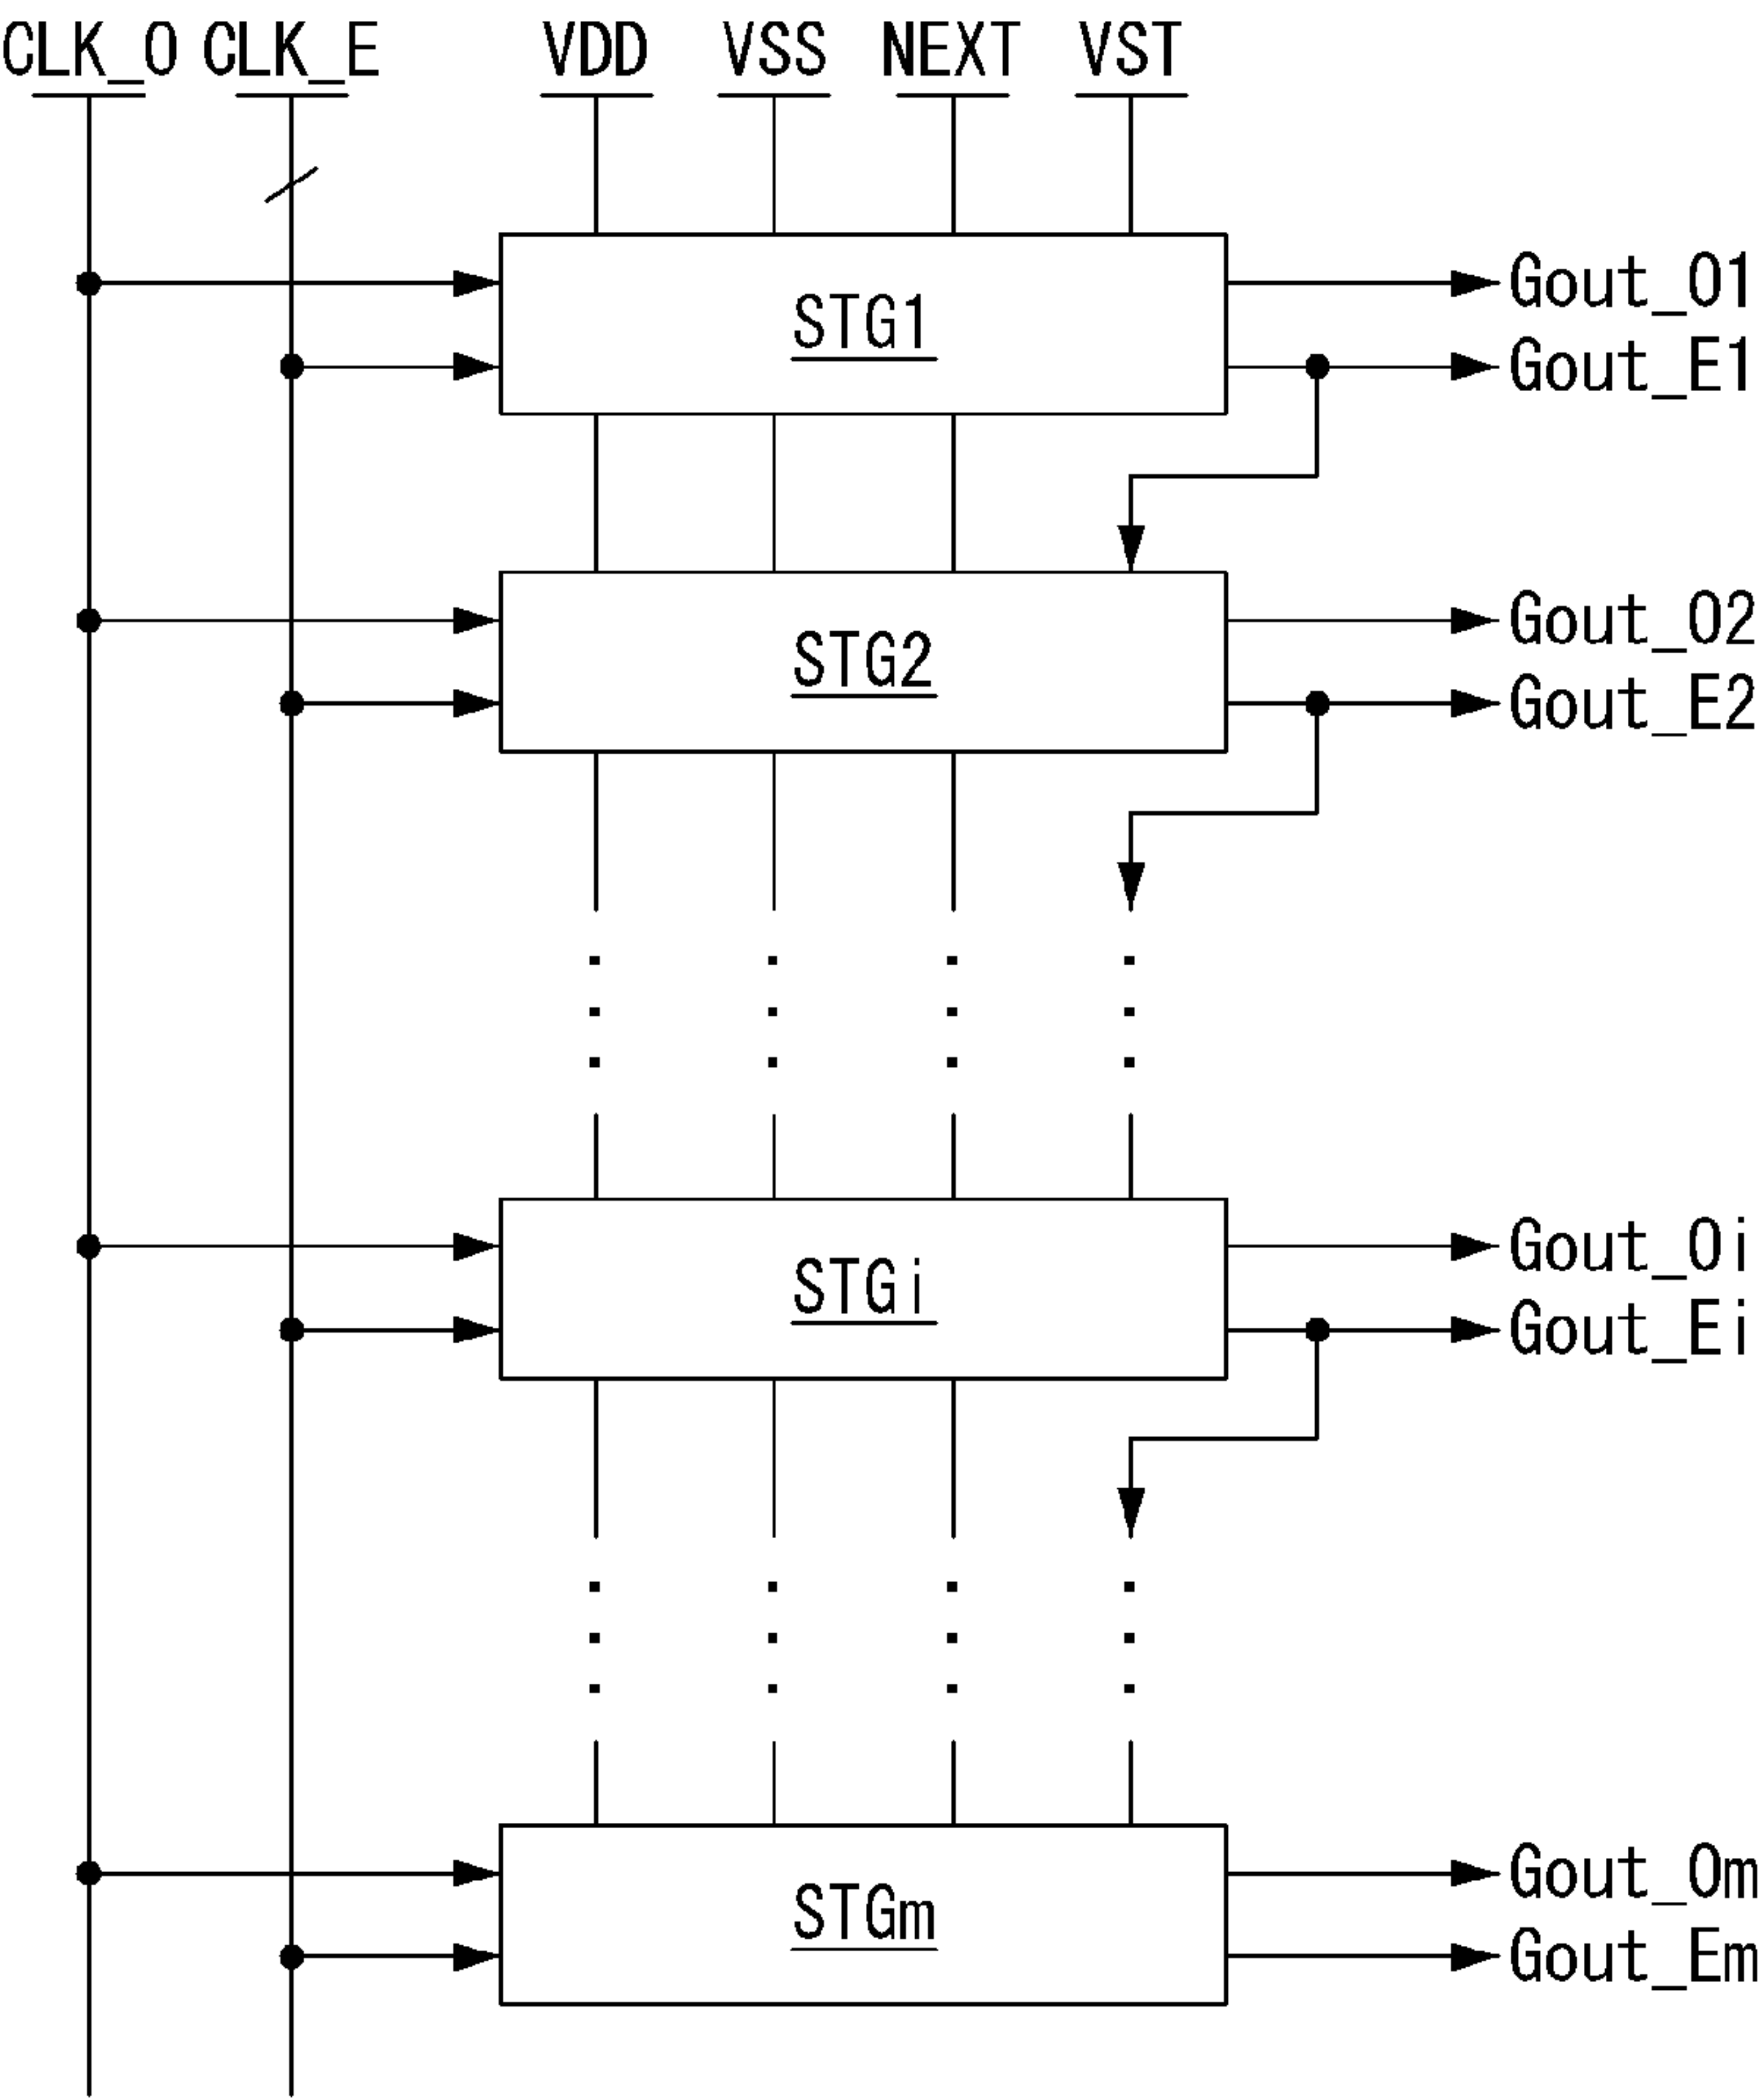 CLK_O CLK_E VDD VSS NEXT VST
STG1
Gout_O1
Gout_E1
STG2
Gout_O2
Gout_E2
STGi
Gout_Oi
Gout_Ei
STGm
Gout_Om
Gout_Em